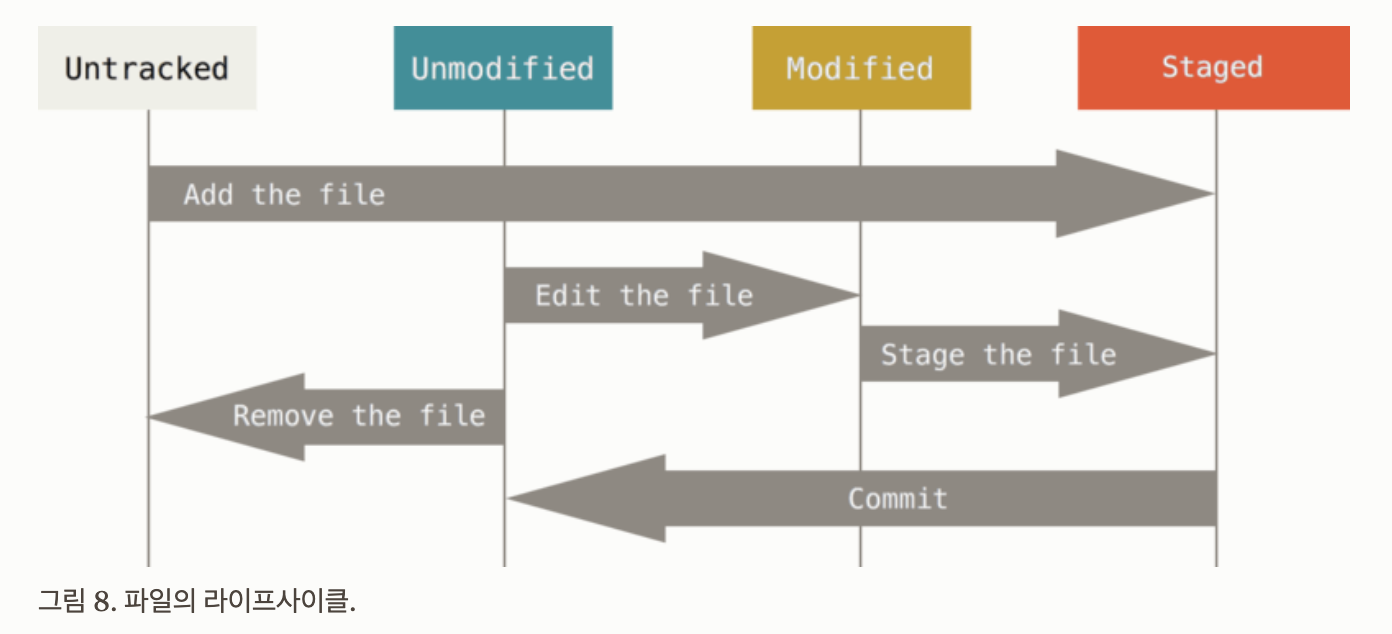 Untracked
Unmodified
Modified
Staged
Add the file
Edit the file
Stage the file
Remove the file
Commit
그림 8. 파일의 라이프사이클.